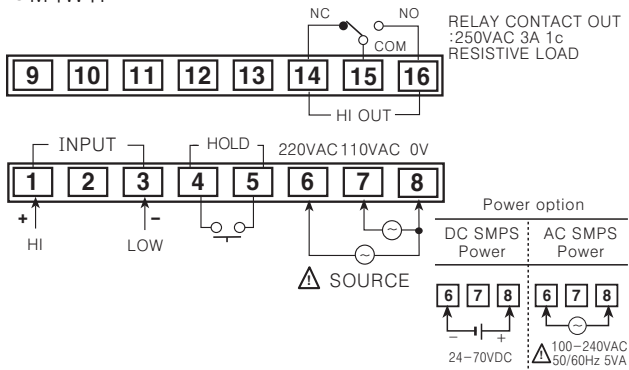 NC NO
COM
RELAY CONTACT OUT
:250VAC 3A 1c
RESISTIVE LOAD
9 10 11 12 13 14 15 16
HI OUT
INPUT HOLD 220VAC 110VAC 0V
1 2 3 4 5 6 7 8
+ −
HI LOW
SOURCE
Power option
DC SMPS
Power
AC SMPS
Power
6 7 8 6 7 8
− +
24-70VDC
100-240VAC
50/60Hz 5VA